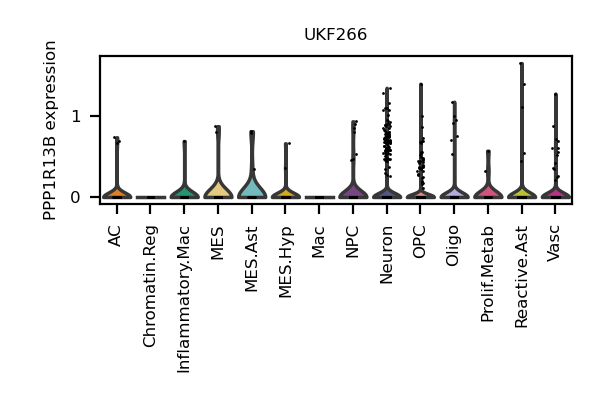 UKF266
PPP1R13B expression
1
0
AC
Chromatin.Reg
Inflammatory.Mac
MES
MES.Ast
MES.Hyp
Mac
NPC
Neuron
OPC
Oligo
Prolif.Metab
Reactive.Ast
Vasc